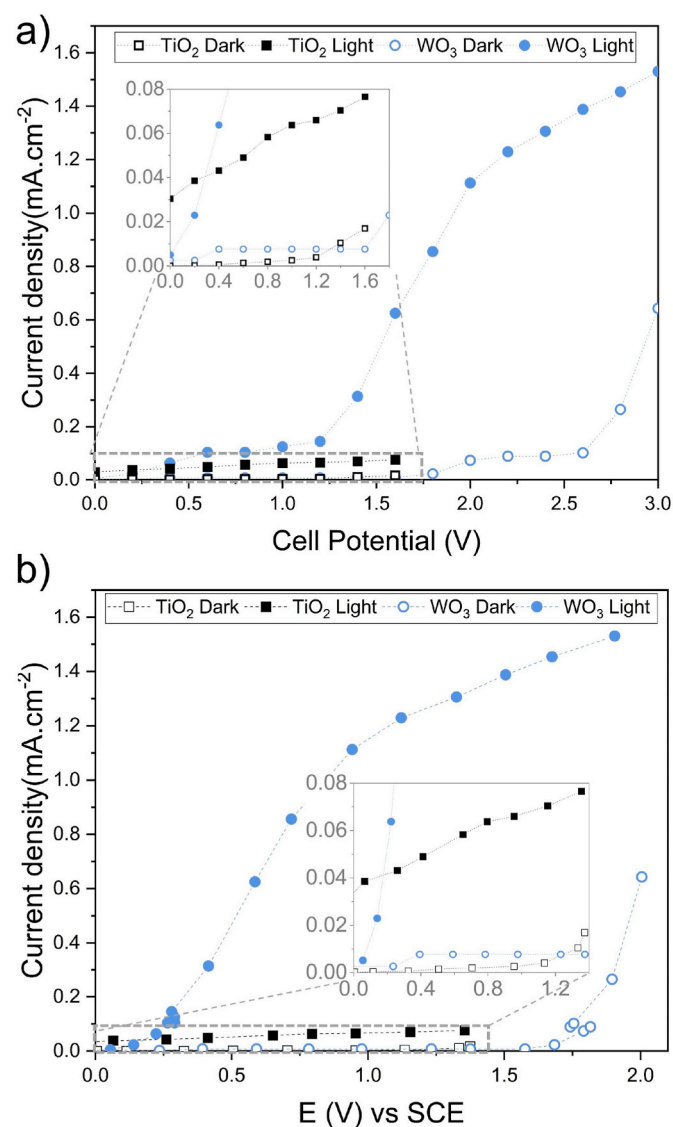 a)
TiO2 Dark TiO2 Light WO3 Dark WO3 Light
1.6
1.4
1.2
1.0
0.8
0.6
0.4
0.2
0.0
Current density(mA.cm-2)
0.08
0.06
0.04
0.02
0.00
0.0 0.4 0.8 1.2 1.6
0.0 0.5 1.0 1.5 2.0 2.5 3.0
Cell Potential (V)
b)
TiO2 Dark TiO2 Light WO3 Dark WO3 Light
1.6
1.4
1.2
1.0
0.8
0.6
0.4
0.2
0.0
Current density(mA.cm-2)
0.08
0.06
0.04
0.02
0.00
0.0 0.4 0.8 1.2
0.0 0.5 1.0 1.5 2.0
E (V) vs SCE